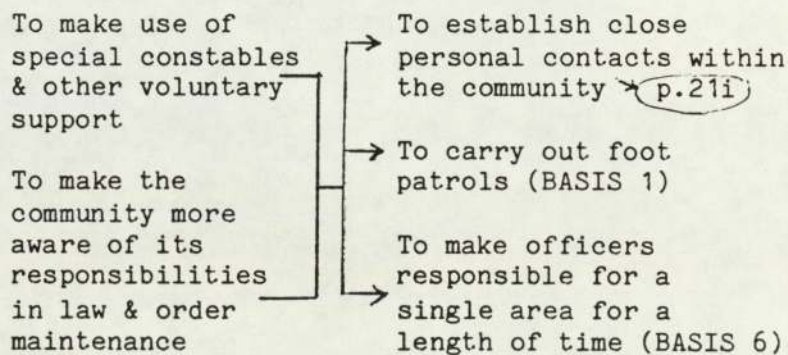 To make use of
special constables
& other voluntary
support
To make the
community more
aware of its
responsibilities
in law & order
maintenance
To establish close
personal contacts within
the community p.21i
To carry out foot
patrols (BASIS 1)
To make officers
responsible for a
single area for a
length of time (BASIS 6)